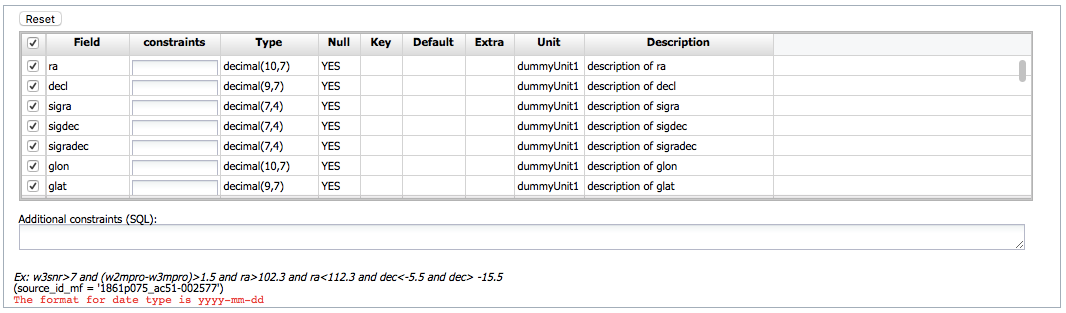 Reset
Field constraints Type Null Key Default Extra Unit Description
ra decimal(10,7) YES dummyUnit1 description of ra
decl decimal(9,7) YES dummyUnit1 description of decl
sigra decimal(7,4) YES dummyUnit1 description of sigra
sigdec decimal(7,4) YES dummyUnit1 description of sigdec
sigradec decimal(7,4) YES dummyUnit1 description of sigradec
glon decimal(10,7) YES dummyUnit1 description of glon
glat decimal(9,7) YES dummyUnit1 description of glat
Additional constraints (SQL):
Ex: w3snr>7 and (w2mpro-w3mpro)>1.5 and ra>102.3 and ra<112.3 and dec<-5.5 and dec> -15.5
(source_id_mf = '1861p075_ac51-002577')
The format for date type is yyyy-mm-dd